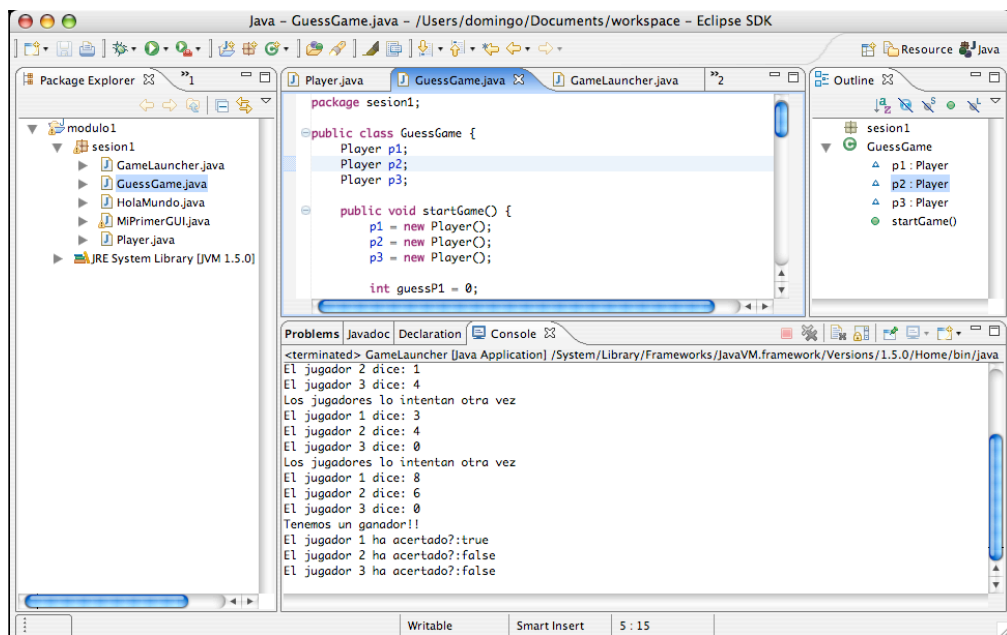 Java – GuessGame.java – /Users/domingo/Documents/workspace – Eclipse SDK
Resource Java
Package Explorer »1
modulo1
sesion1
GameLauncher.java
GuessGame.java
HolaMundo.java
MiPrimerGUI.java
Player.java
JRE System Library [JVM 1.5.0]
Player.java GuessGame.java GameLauncher.java »2
package sesion1;
public class GuessGame {
Player p1;
Player p2;
Player p3;
public void startGame() {
p1 = new Player();
p2 = new Player();
p3 = new Player();
int guessP1 = 0;
Outline
sesion1
GuessGame
p1 : Player
p2 : Player
p3 : Player
startGame()
Problems Javadoc Declaration Console
<terminated> GameLauncher [Java Application] /System/Library/Frameworks/JavaVM.framework/Versions/1.5.0/Home/bin/java
El jugador 2 dice: 1
El jugador 3 dice: 4
Los jugadores lo intentan otra vez
El jugador 1 dice: 3
El jugador 2 dice: 4
El jugador 3 dice: 0
Los jugadores lo intentan otra vez
El jugador 1 dice: 8
El jugador 2 dice: 6
El jugador 3 dice: 0
Tenemos un ganador!!
El jugador 1 ha acertado?:true
El jugador 2 ha acertado?:false
El jugador 3 ha acertado?:false
Writable Smart Insert 5 : 15